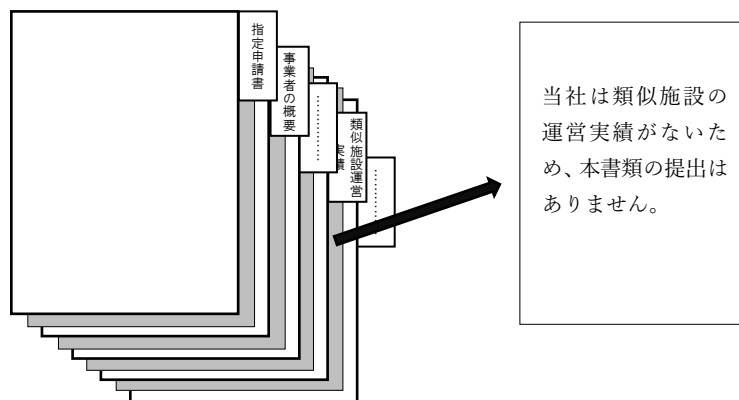 指定申請書
事業者の概要
…………
類似施設運営
実績
…………
当社は類似施設の
運営実績がないた
め、本書類の提出は
ありません。